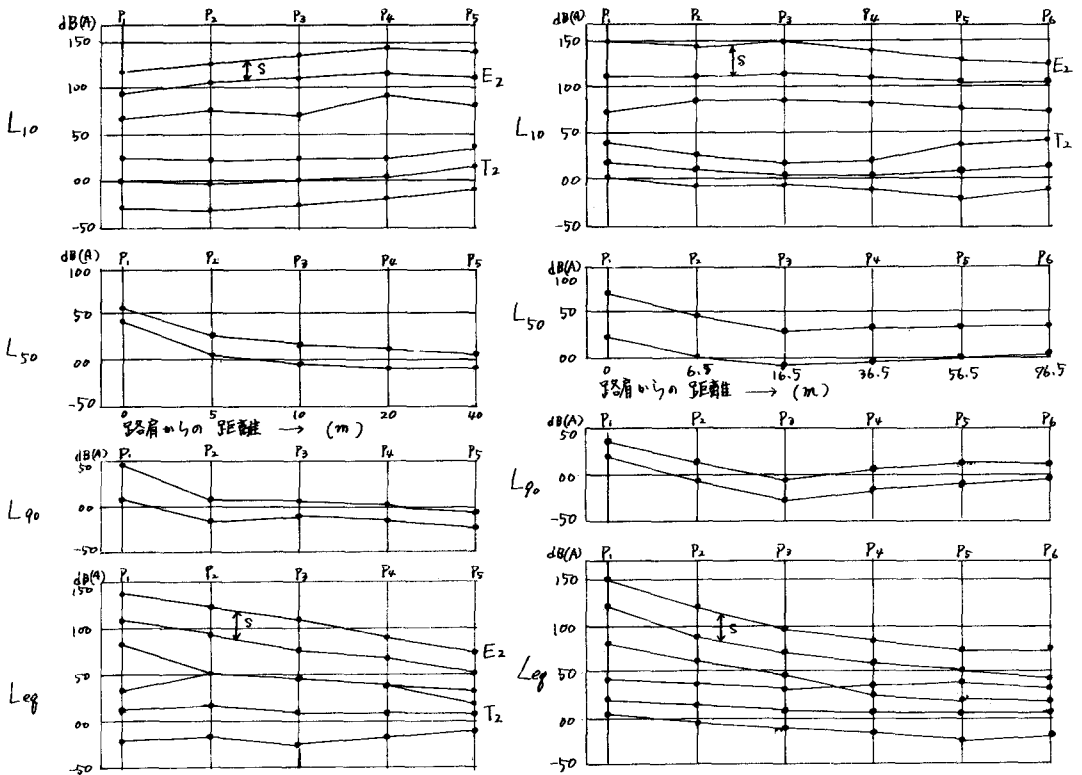 dB(A) P1 P2 P3 P4 P5
150
100
50
00
-50
L10
S
E2
T2
dB(A) P1 P2 P3 P4 P5
100
50
00
-50
L50
0 5 10 20 40
路肩からの 距離 → (m)
dB(A) P1 P2 P3 P4 P5
50
00
-50
L90
dB(A) P1 P2 P3 P4 P5
150
100
50
00
-50
Leq
S
E2
T2
dB(A) P1 P2 P3 P4 P5 P6
150
100
50
00
-50
L10
S
E2
T2
dB(A) P1 P2 P3 P4 P5 P6
100
50
00
L50
0 6.5 16.5 36.5 56.5 96.5
路肩からの 距離 → (m)
dB(A) P1 P2 P3 P4 P5 P6
50
00
-50
L90
dB(A) P1 P2 P3 P4 P5 P6
150
100
50
00
-50
Leq
S